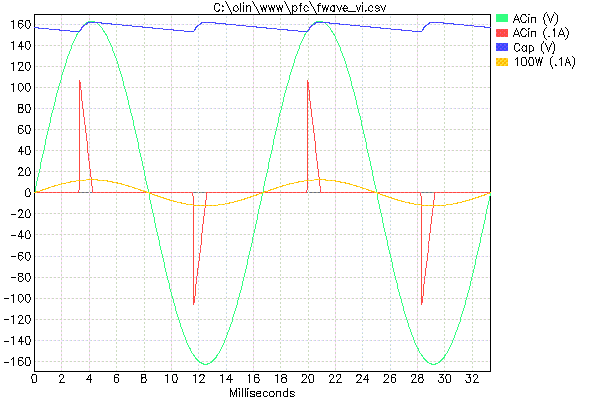 C:\olin\www\pfc\fwave_vi.csv
160
140
120
100
80
60
40
20
0
-20
-40
-60
-80
-100
-120
-140
-160
0 2 4 6 8 10 12 14 16 18 20 22 24 26 28 30 32
Milliseconds
ACin (V)
ACin (.1A)
Cap (V)
100W (.1A)